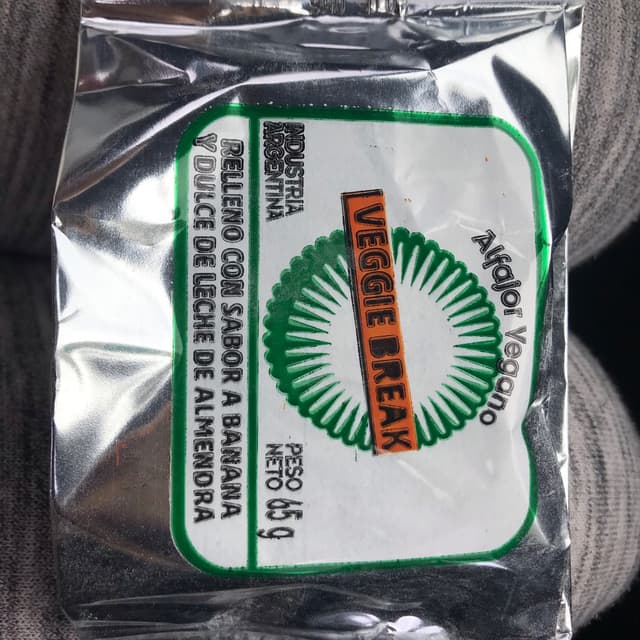 Alfajor Vegano
VEGGIE BREAK
INDUSTRIA
ARGENTINA
PESO
NETO 65 g
RELLENO CON SABOR A BANANA
Y DULCE DE LECHE DE ALMENDRA